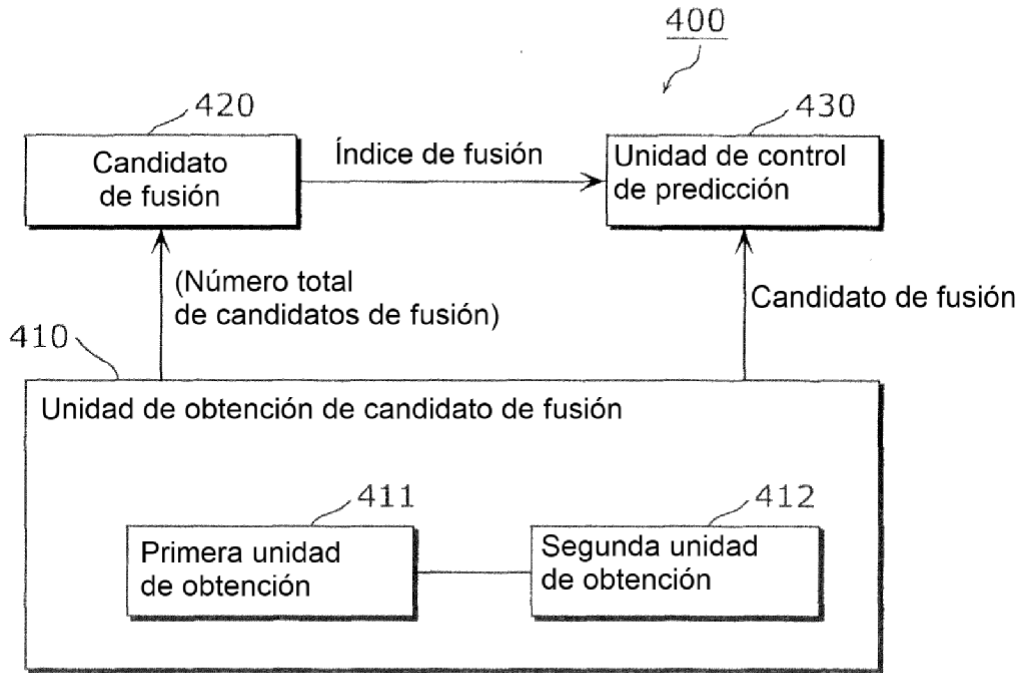 400
420
430
Candidato
de fusión
Índice de fusión
Unidad de control
de predicción
(Número total
de candidatos de fusión)
Candidato de fusión
410
Unidad de obtención de candidato de fusión
411
412
Primera unidad
de obtención
Segunda unidad
de obtención